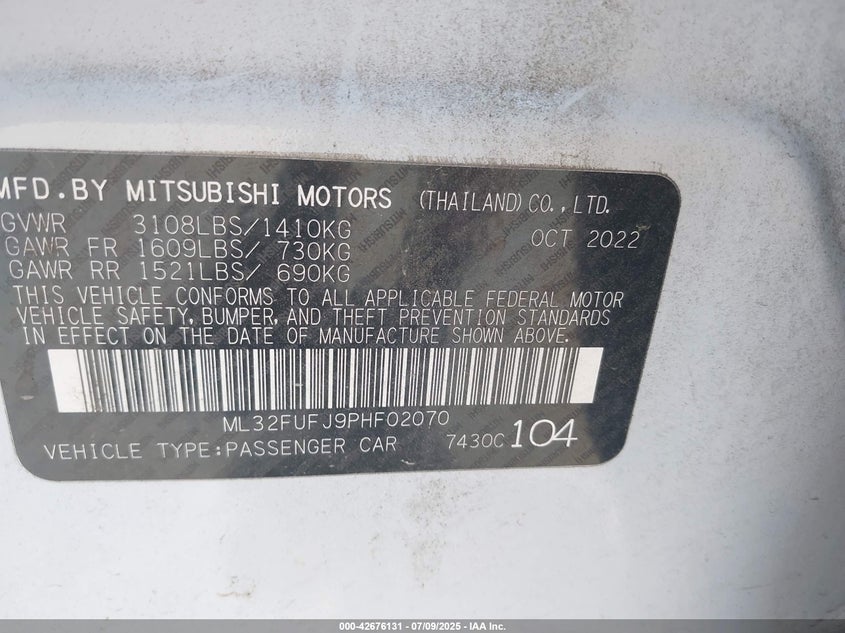 MFD.BY MITSUBISHI MOTORS (THAILAND) CO.,LTD.
GVWR 3108LBS/1410KG OCT 2022
GAWR FR 1609LBS/ 730KG
GAWR RR 1521LBS/ 690KG
THIS VEHICLE CONFORMS TO ALL APPLICABLE FEDERAL MOTOR
VEHICLE SAFETY, BUMPER, AND THEFT PREVENTION STANDARDS
IN EFFECT ON THE DATE OF MANUFACTURE SHOWN ABOVE.
ML32FUFJ9PHF02070
VEHICLE TYPE:PASSENGER CAR 7430C 104
000-42676131 - 07/09/2025 - IAA Inc.